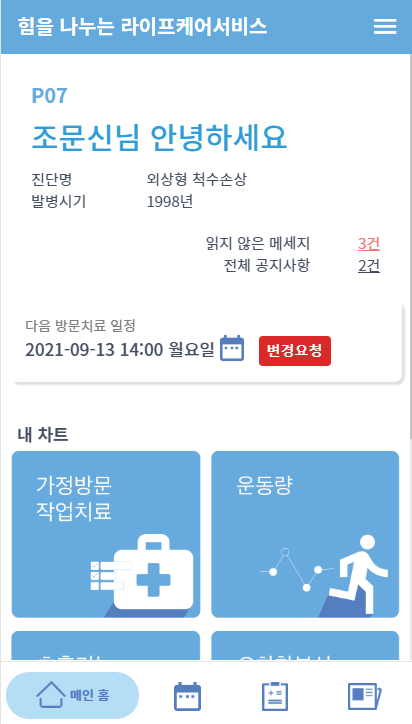 힘을 나누는 라이프케어서비스
P07
조문신님 안녕하세요
진단명 외상형 척수손상
발병시기 1998년
읽지 않은 메세지 3건
전체 공지사항 2건
다음 방문치료 일정
2021-09-13 14:00 월요일 변경요청
내 차트
가정방문 운동량
작업치료
메인 홈